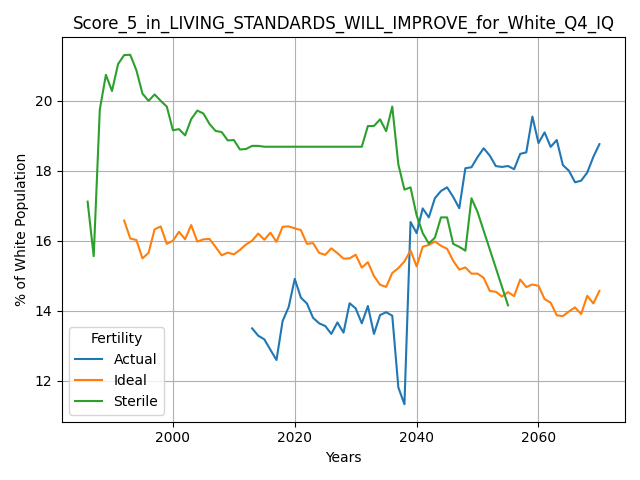 Score_5_in_LIVING_STANDARDS_WILL_IMPROVE_for_White_Q4_IQ
% of White Population
20
18
16
14
12
Fertility
Actual
Ideal
Sterile
2000
2020
2040
2060
Years